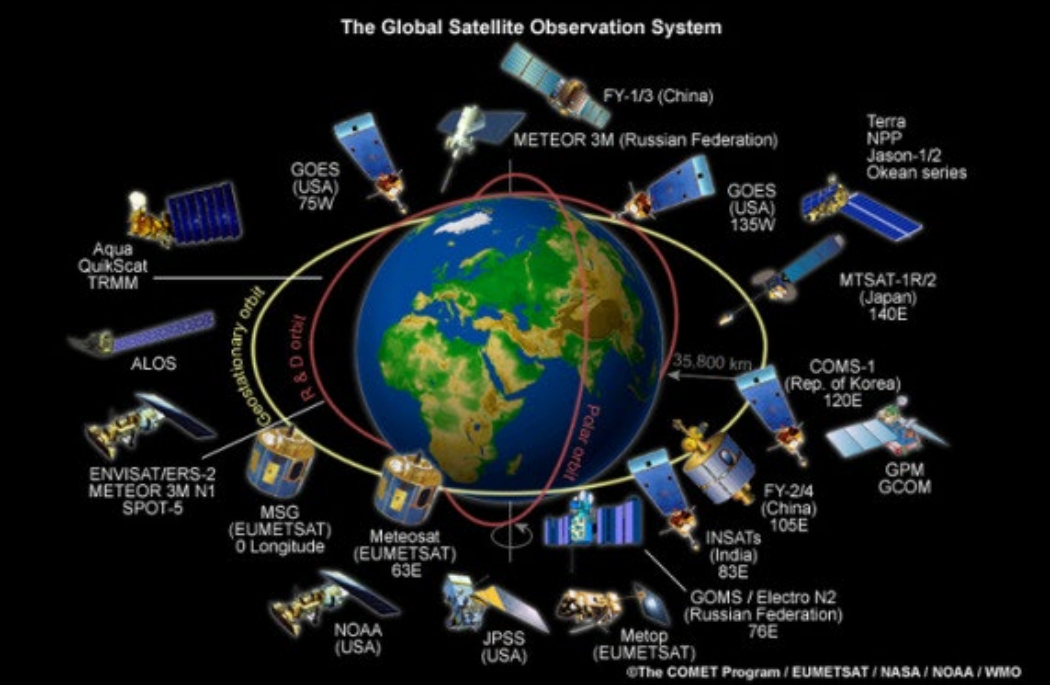 The Global Satellite Observation System
FY-1/3 (China)
METEOR 3M (Russian Federation)
Terra
NPP
Jason-1/2
Okean series
GOES
(USA)
75W
GOES
(USA)
135W
Aqua
QuikScat
TRMM
MTSAT-1R/2
(Japan)
140E
Geostationary orbit
R & D orbit
Polar orbit
35,800 km
ALOS
COMS-1
(Rep. of Korea)
120E
ENVISAT/ERS-2
METEOR 3M N1
SPOT-5
GPM
GCOM
MSG
(EUMETSAT)
0 Longitude
Meteosat
(EUMETSAT)
63E
FY-2/4
(China)
105E
INSATs
(India)
83E
GOMS / Electro N2
(Russian Federation)
76E
NOAA
(USA)
JPSS
(USA)
Metop
(EUMETSAT)
©The COMET Program / EUMETSAT / NASA / NOAA / WMO